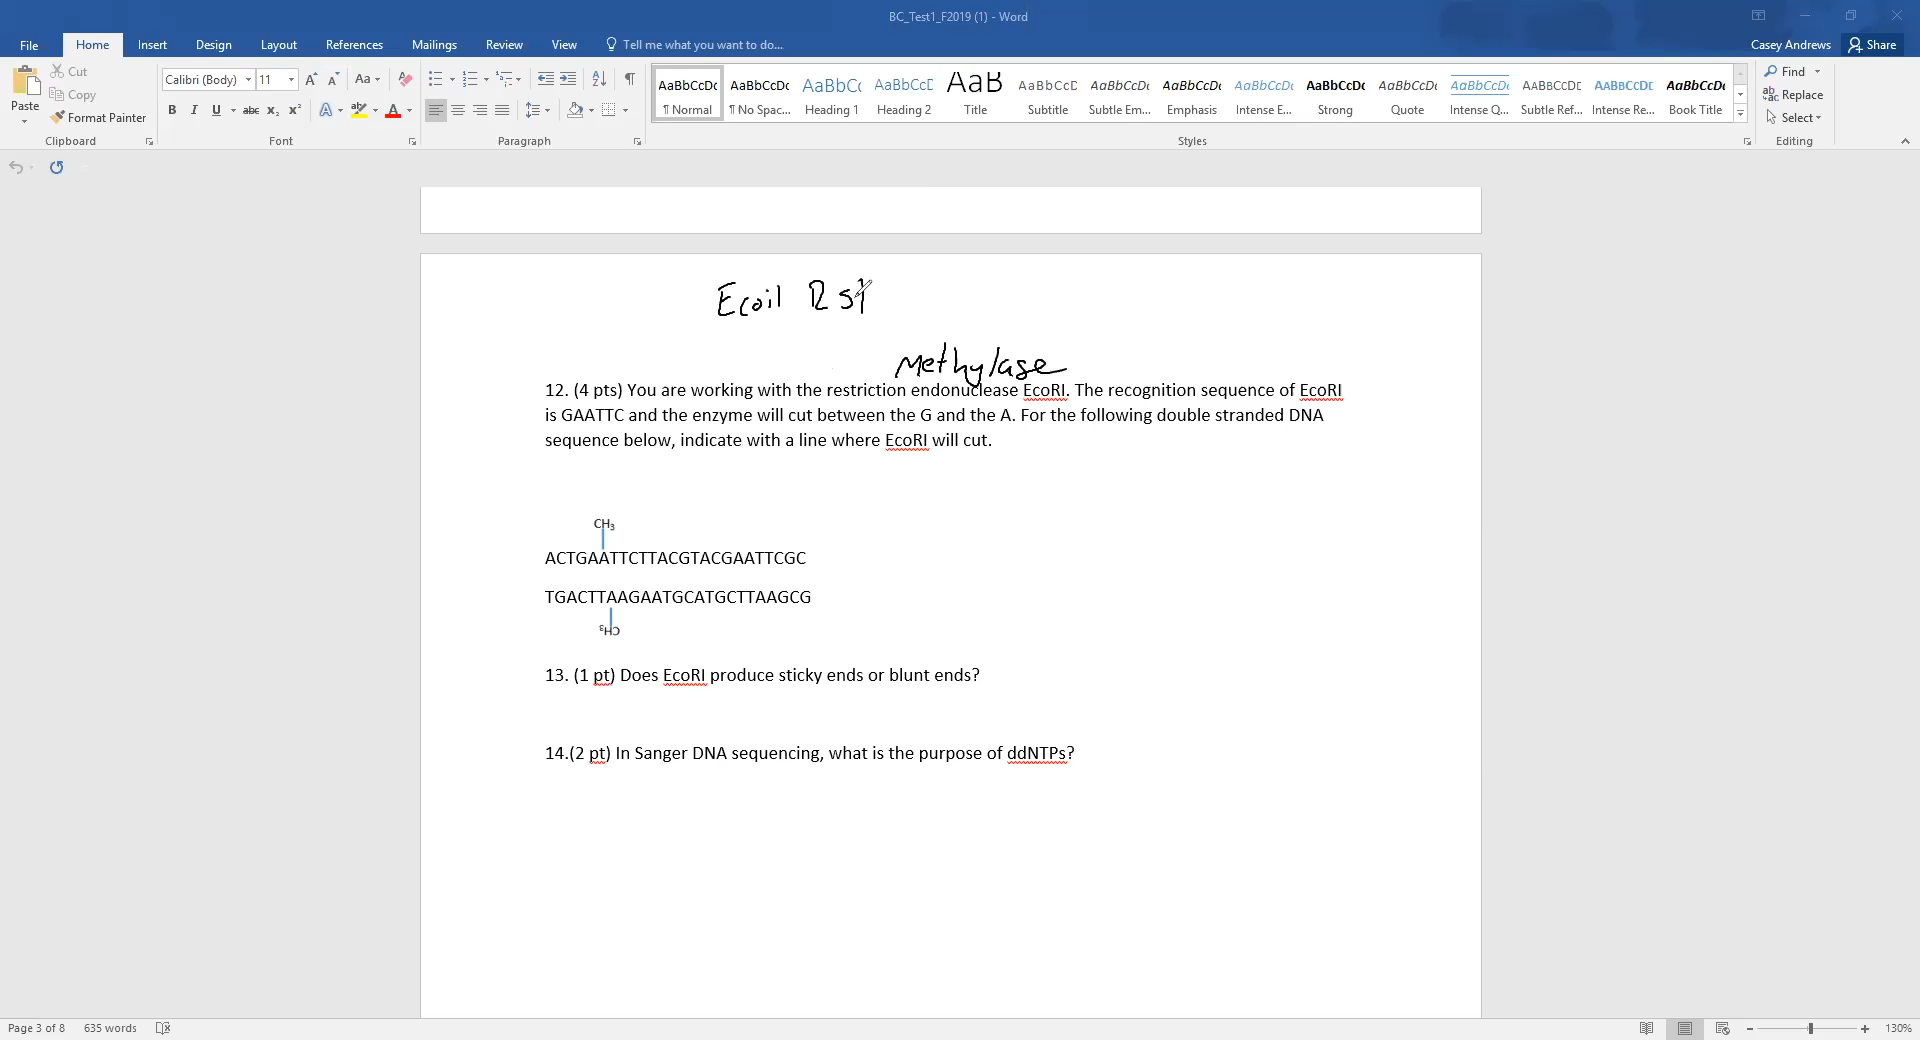 BC_Test1_F2019 (1) - Word
File Home Insert Design Layout References Mailings Review View Tell me what you want to do... Casey Andrews Share
Paste Cut Copy Format Painter
Calibri (Body) 11 Aa
B I U abc x₂ x² A A
AaBbCcDc AaBbCcDc AaBbCc AaBbCcD AaB AaBbCcD AaBbCcDc AaBbCcDc AaBbCcDc AaBbCcDc AaBbCcDc AaBbCcDc AABBCCDD AABBCCDD AaBbCcDc
¶ Normal ¶ No Spac... Heading 1 Heading 2 Title Subtitle Subtle Em... Emphasis Intense E... Strong Quote Intense Q... Subtle Ref... Intense Re... Book Title
Find
Replace
Select
Clipboard Font Paragraph Styles Editing
Ecoil R
Methylase
12. (4 pts) You are working with the restriction endonuclease EcoRI. The recognition sequence of EcoRI
is GAATTC and the enzyme will cut between the G and the A. For the following double stranded DNA
sequence below, indicate with a line where EcoRI will cut.
CH₃
ACTGAATTCTTACGTACGAATTCGC
TGACTTAAGAATGCATGCTTAAGCG
CH₃
13. (1 pt) Does EcoRI produce sticky ends or blunt ends?
14.(2 pt) In Sanger DNA sequencing, what is the purpose of ddNTPs?
Page 3 of 8 635 words 130%